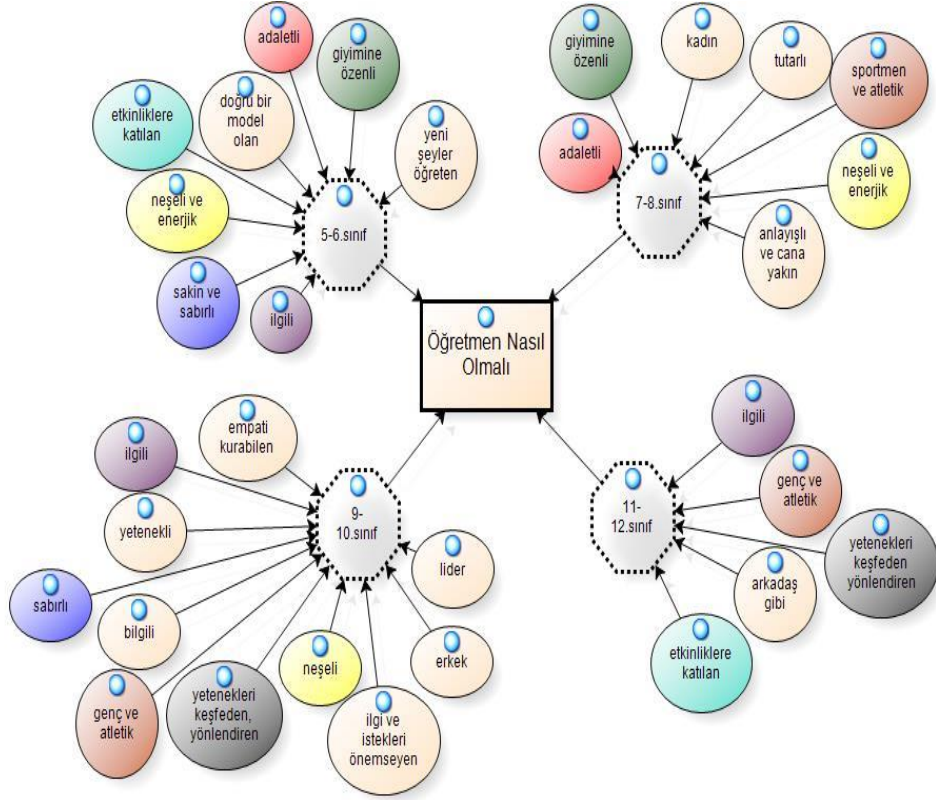 adaletli
giyimine
özenli
etkinliklere
katılan
doğru bir
model
olan
yeni
şeyler
öğreten
neşeli ve
enerjik
5-6.sınıf
sakin ve
sabırlı
ilgili
giyimine
özenli
kadın
tutarlı
sportmen
ve atletik
adaletli
7-8.sınıf
neşeli
ve enerjik
anlayışlı
ve cana
yakın
Öğretmen Nasıl
Olmalı
empati
kurabilen
ilgili
yetenekli
9-
10.sınıf
lider
sabırlı
bilgili
neşeli
erkek
genç ve
atletik
yetenekleri
keşfeden,
yönlendiren
ilgi ve
istekleri
önemseyen
ilgili
genç ve
atletik
11-
12.sınıf
yetenekleri
keşfeden
yönlendiren
arkadaş
gibi
etkinliklere
katılan